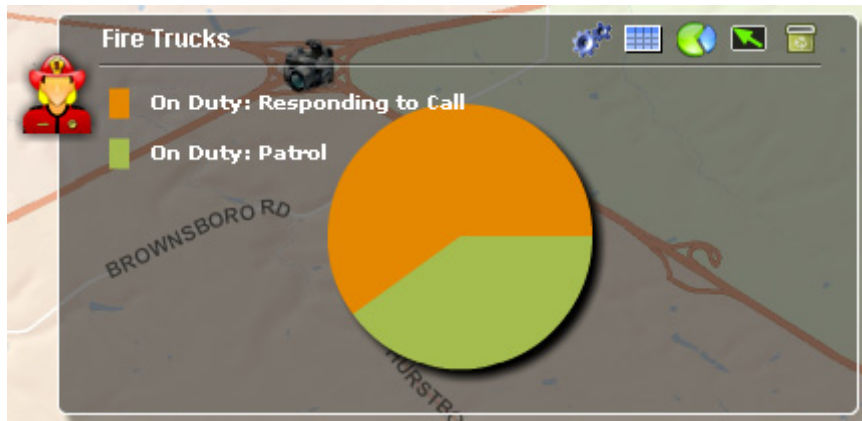 Fire Trucks
On Duty: Responding to Call
On Duty: Patrol
BROWNSBORO RD